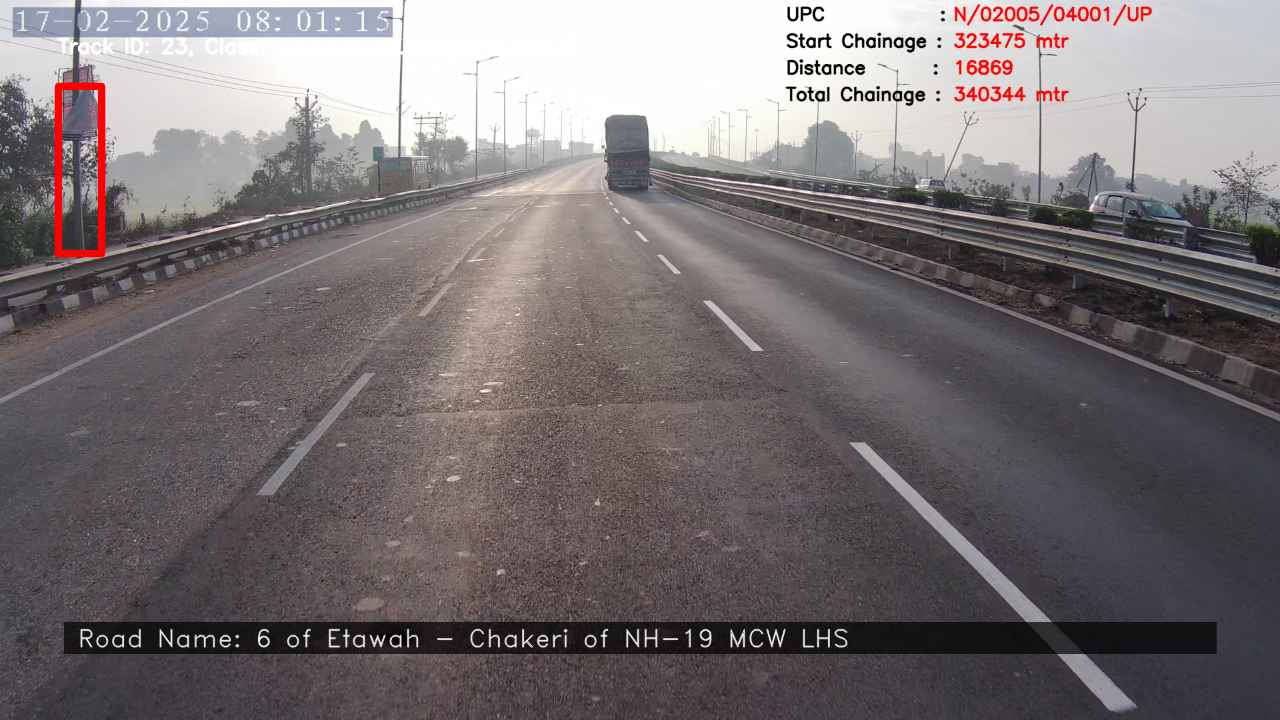 17-02-2025 08:01:15
Track ID: 23, Clas
UPC : N/02005/04001/UP
Start Chainage : 323475 mtr
Distance : 16869
Total Chainage : 340344 mtr
Road Name: 6 of Etawah - Chakeri of NH-19 MCW LHS